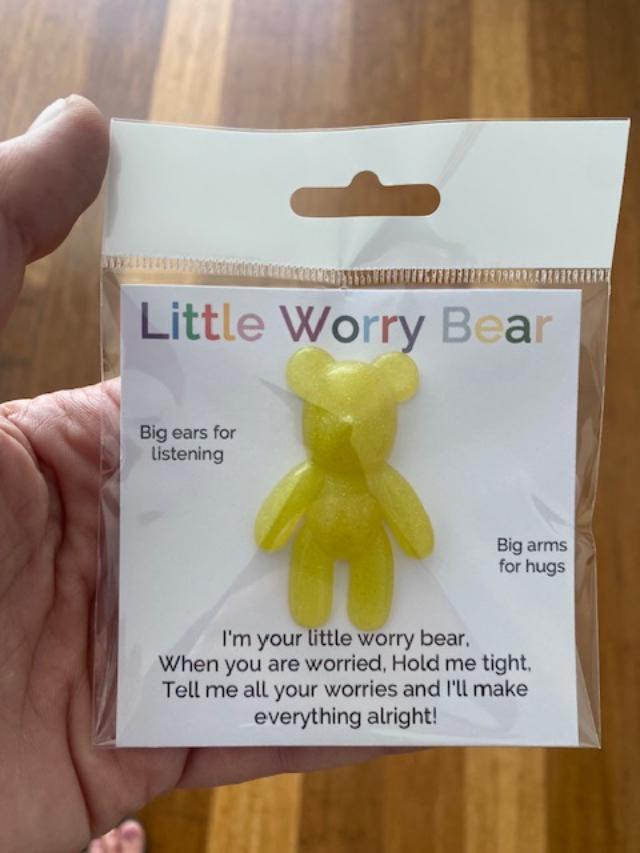 Little Worry Bear
Big ears for
listening
Big arms
for hugs
I'm your little worry bear,
When you are worried, Hold me tight,
Tell me all your worries and I'll make
everything alright!